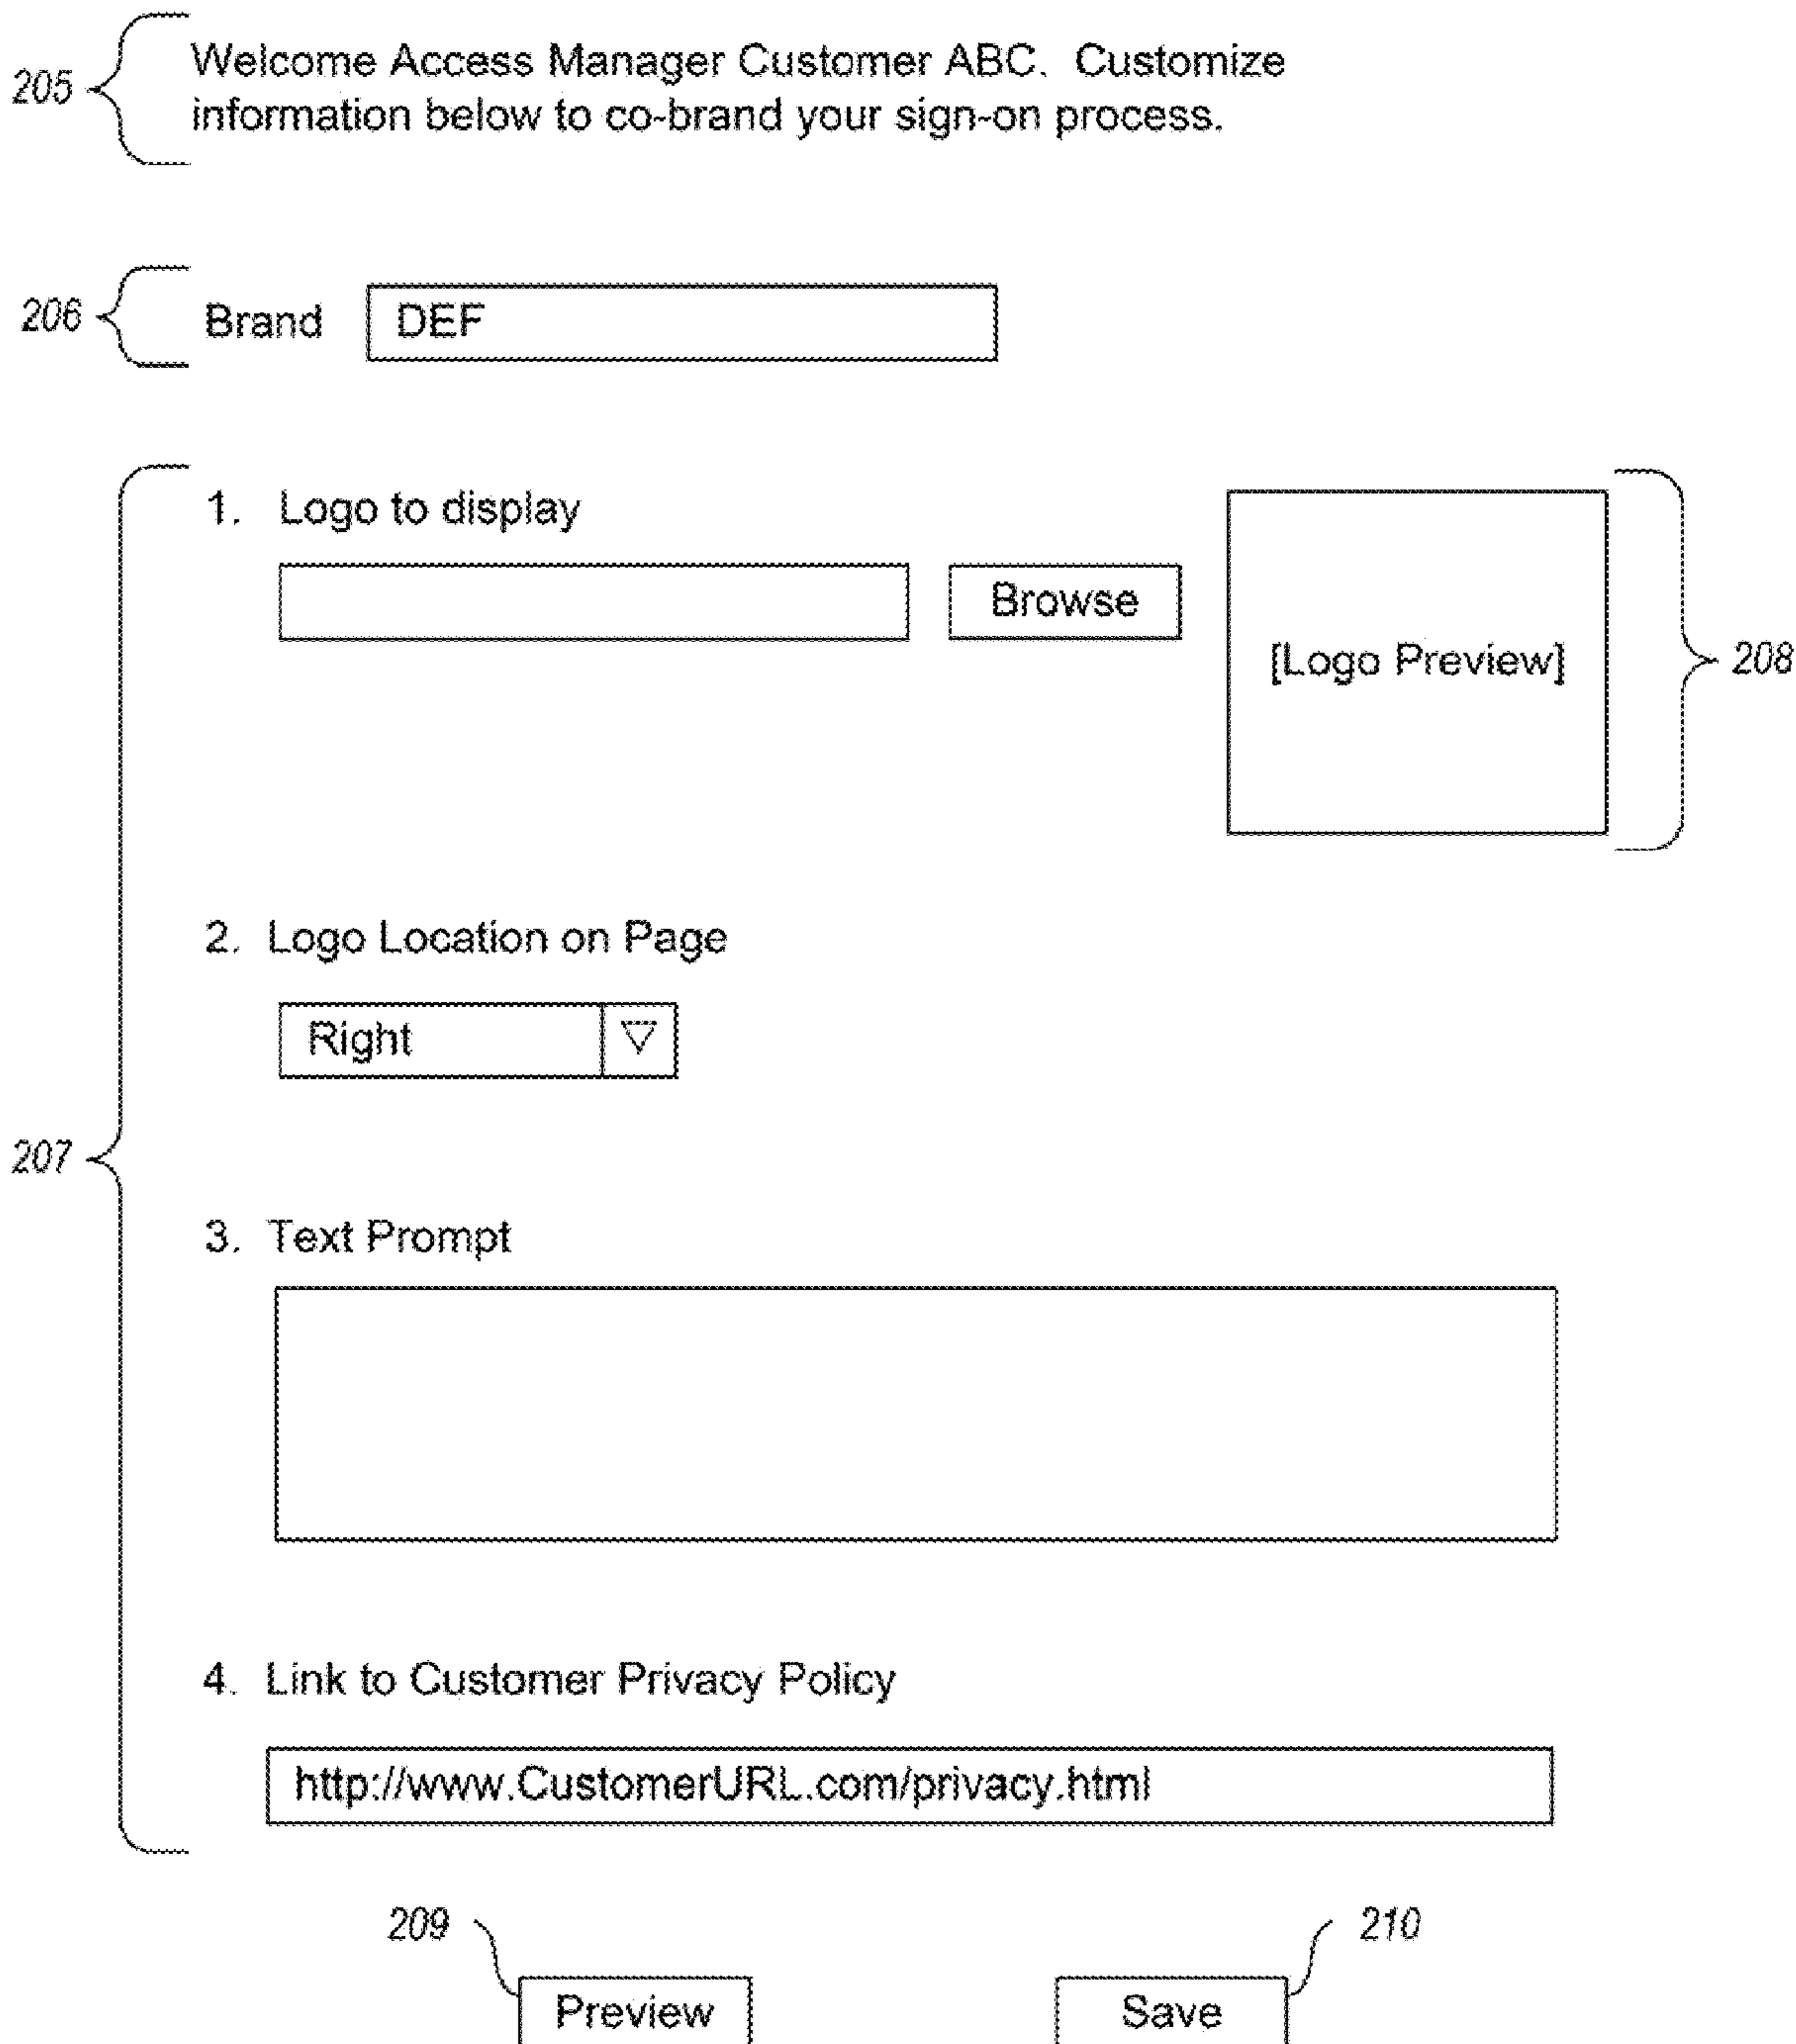 205
Welcome Access Manager Customer ABC. Customize
information below to co-brand your sign-on process.
206
Brand
DEF
1. Logo to display
Browse
[Logo Preview]
208
2. Logo Location on Page
Right
207
3. Text Prompt
4. Link to Customer Privacy Policy
http://www.CustomerURL.com/privacy.html
209
210
Preview
Save